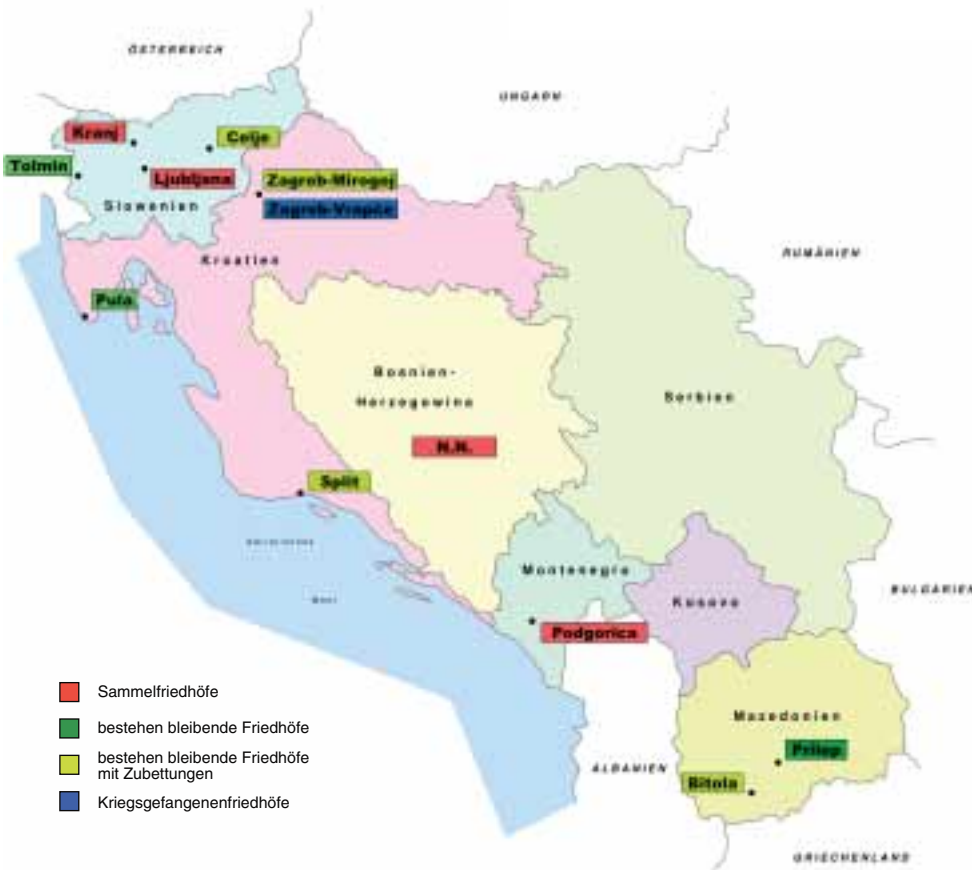 ÖSTERREICH
UNGARN
Kranj
Celje
Tolmin
Ljubljana
Zagreb-Mirogoj
Slowenien
Zagreb-Vrapče
Kroatien
RUMÄNIEN
Pula
Bosnien-
Herzegowina
Serbien
N.N.
Split
Montenegro
Kosovo
BULGARIEN
Podgorica
Mazedonien
Prilep
ALBANIEN
Bitola
GRIECHENLAND
Meer
Sammelfriedhöfe
bestehen bleibende Friedhöfe
bestehen bleibende Friedhöfe
mit Zubettungen
Kriegsgefangenenfriedhöfe